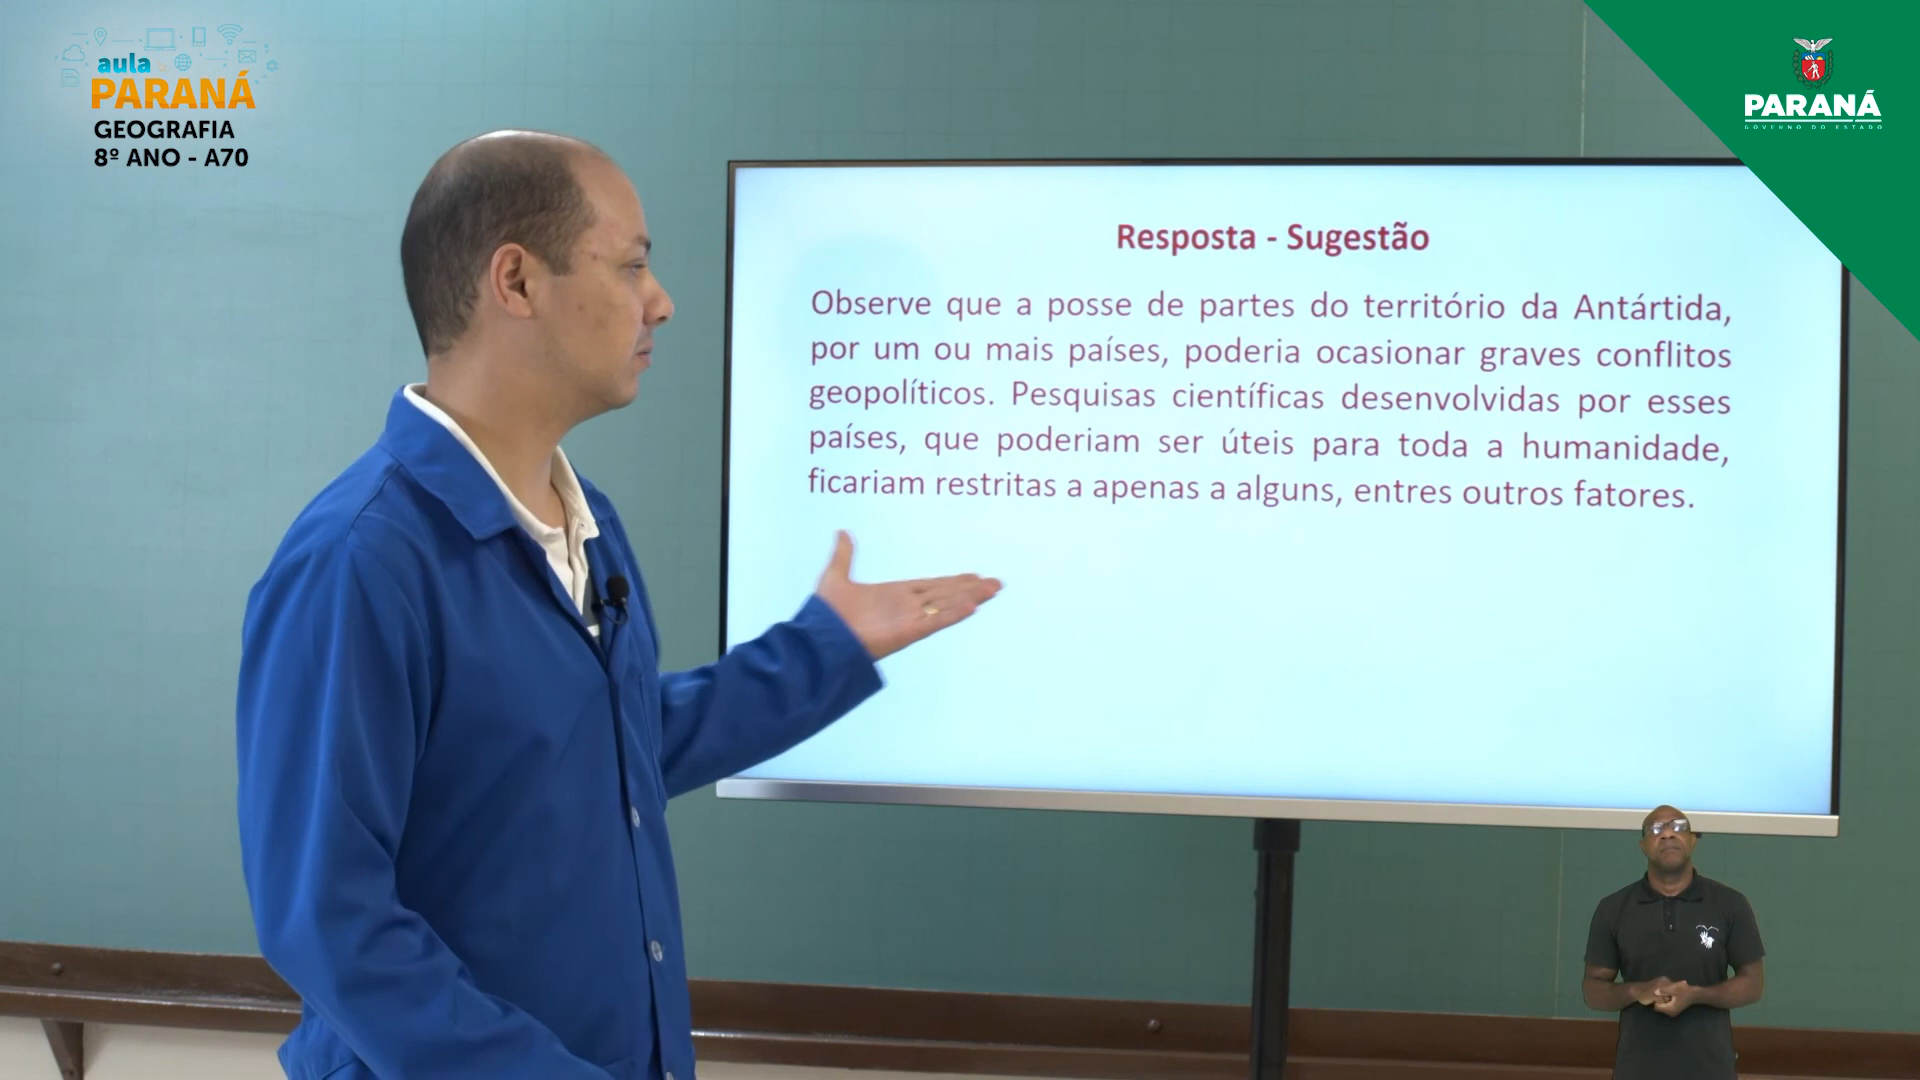 aula
PARANÁ
GEOGRAFIA
8º ANO - A70
PARANÁ
GOVERNO DO ESTADO
Resposta - Sugestão
Observe que a posse de partes do território da Antártida,
por um ou mais países, poderia ocasionar graves conflitos
geopolíticos. Pesquisas científicas desenvolvidas por esses
países, que poderiam ser úteis para toda a humanidade,
ficariam restritas a apenas a alguns, entres outros fatores.